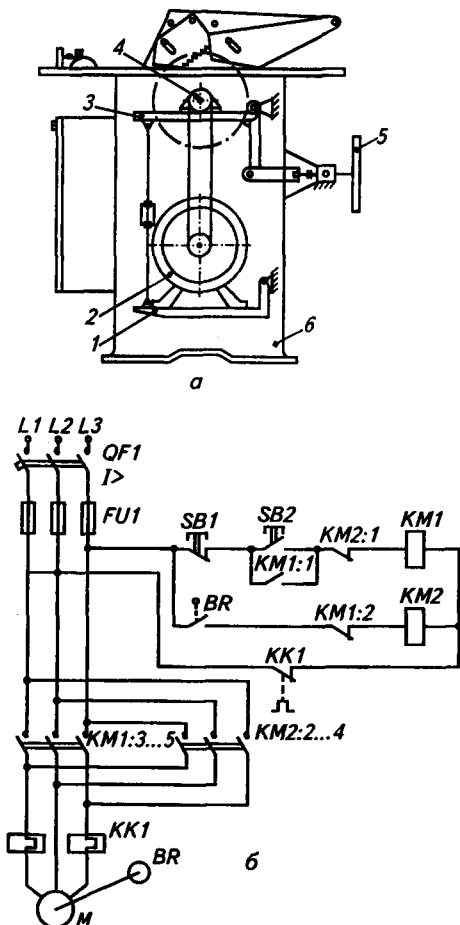 4
3
5
2
1
6
а
L1 L2 L3
QF1
I>
FU1
SB1
SB2
KM2:1
KM1
KM1:1
BR
KM1:2
KM2
KK1
KM1:3...5
KM2:2...4
KK1
BR
б
M